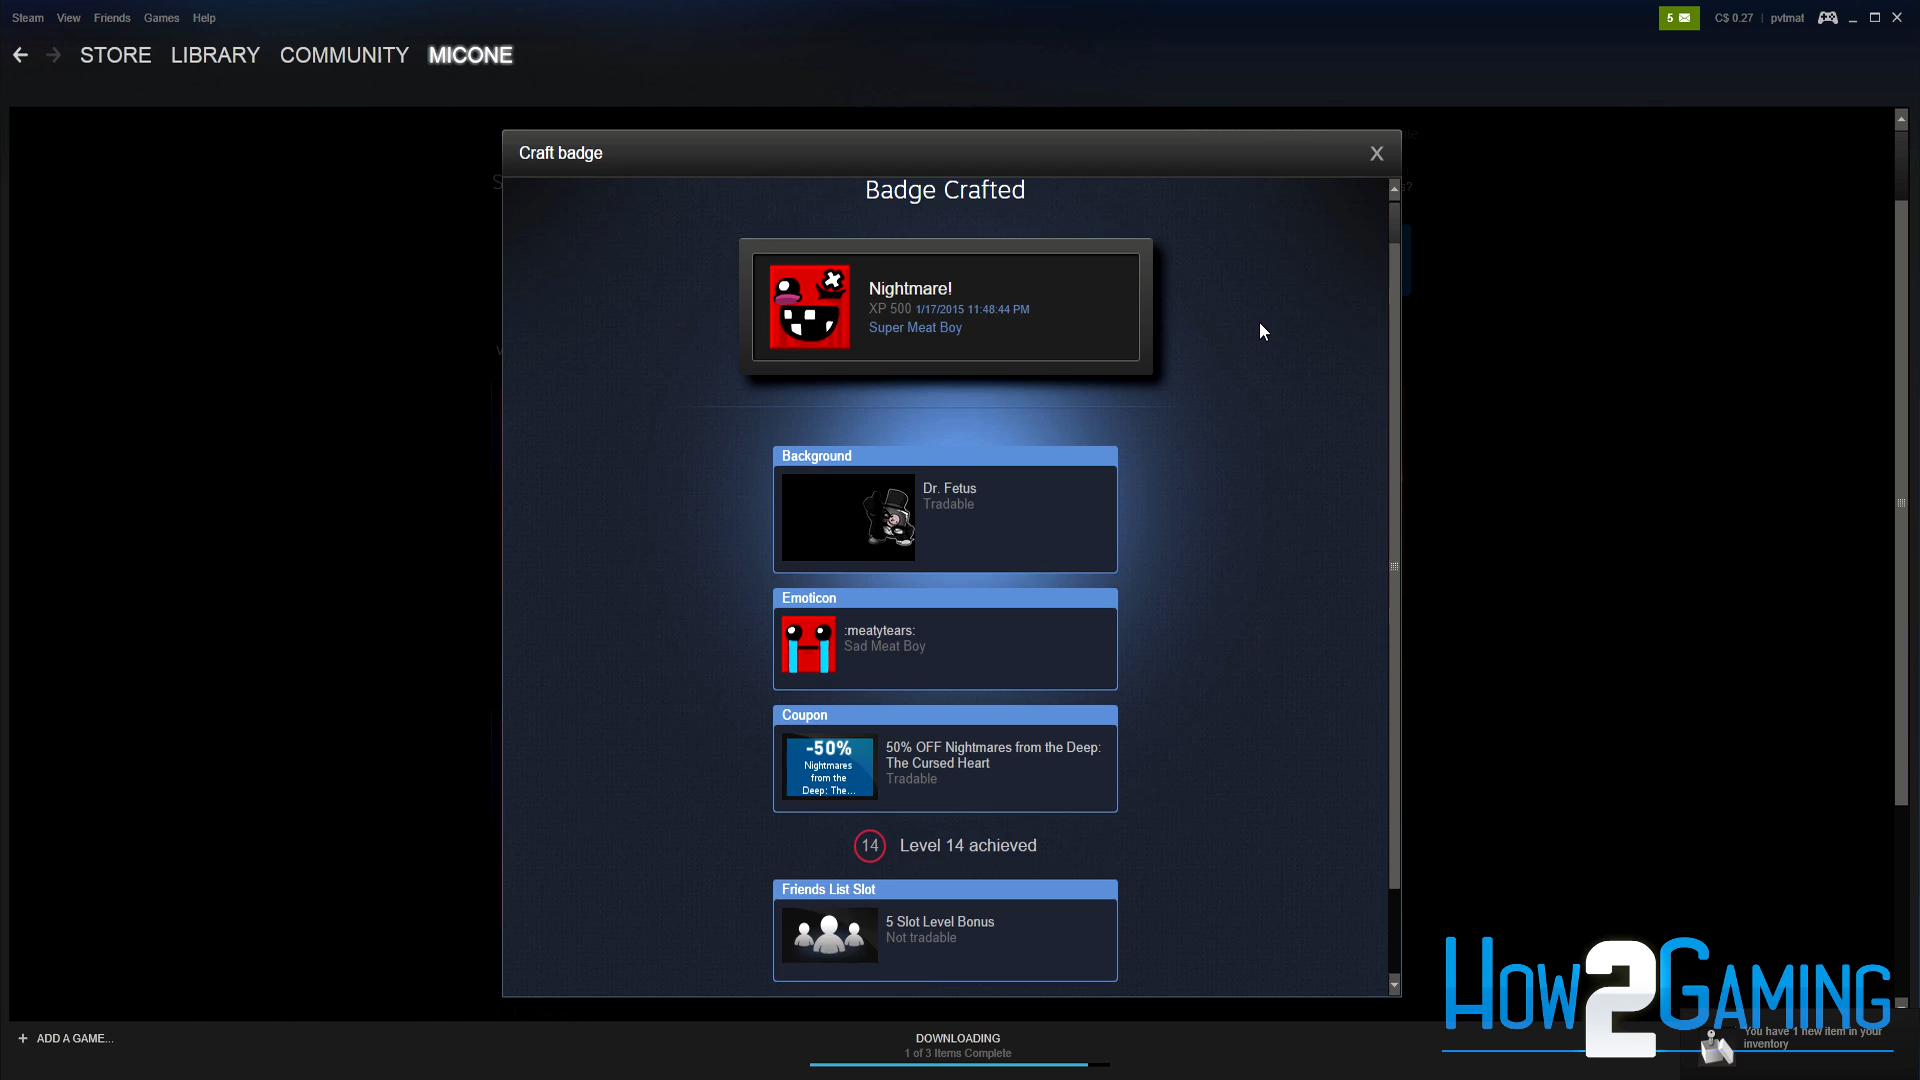 Steam View Friends Games Help
5 C$ 0.27 pvtmat
STORE LIBRARY COMMUNITY MICONE
Craft badge X
Badge Crafted
Nightmare!
XP 500 1/17/2015 11:48:44 PM
Super Meat Boy
Background
Dr. Fetus
Tradable
Emoticon
:meatytears:
Sad Meat Boy
Coupon
-50%
Nightmares
from the
Deep: The...
50% OFF Nightmares from the Deep:
The Cursed Heart
Tradable
14 Level 14 achieved
Friends List Slot
5 Slot Level Bonus
Not tradable
+ ADD A GAME...
DOWNLOADING
1 of 3 Items Complete
HOW2GAMING
You have 1 new item in your
inventory